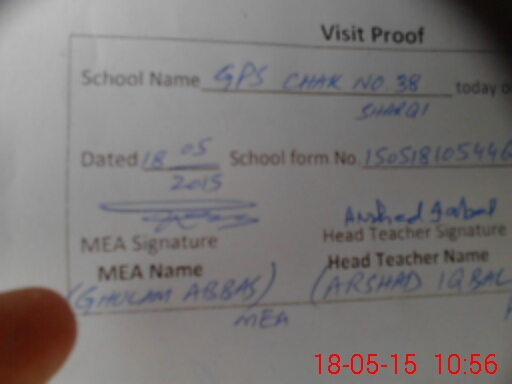 Visit Proof
School Name GPS CHAK NO. 38 today
SHARQI
Dated 18 05 School form No. 150518105446
2015
Arshad Iqbal
MEA Signature Head Teacher Signature
MEA Name Head Teacher Name
(GHULAM ABBAS) (ARSHAD IQBAL
MEA
18-05-15 10:56